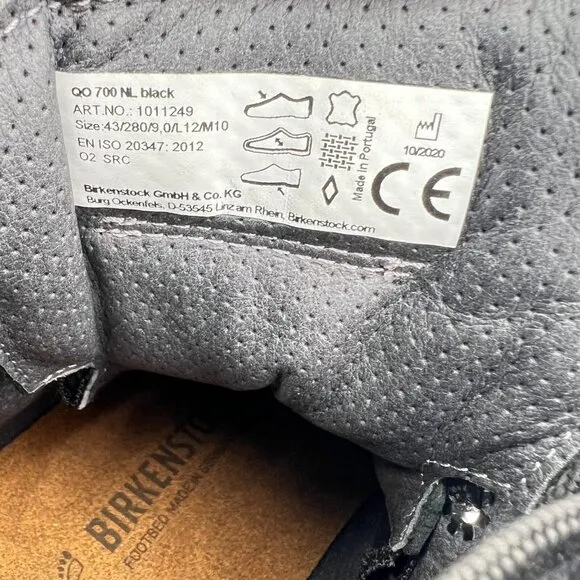 QO 700 NL black
ART.NO.: 1011249
Size:43/280/9,0/L12/M10
EN ISO 20347: 2012
O2 SRC
Birkenstock GmbH & Co. KG
Burg Ockenfels, D-53545 Linz am Rhein, Birkenstock.com
Made in Portugal
10/2020
CE
BIRKENSTOCK
FOOTBED MADE IN